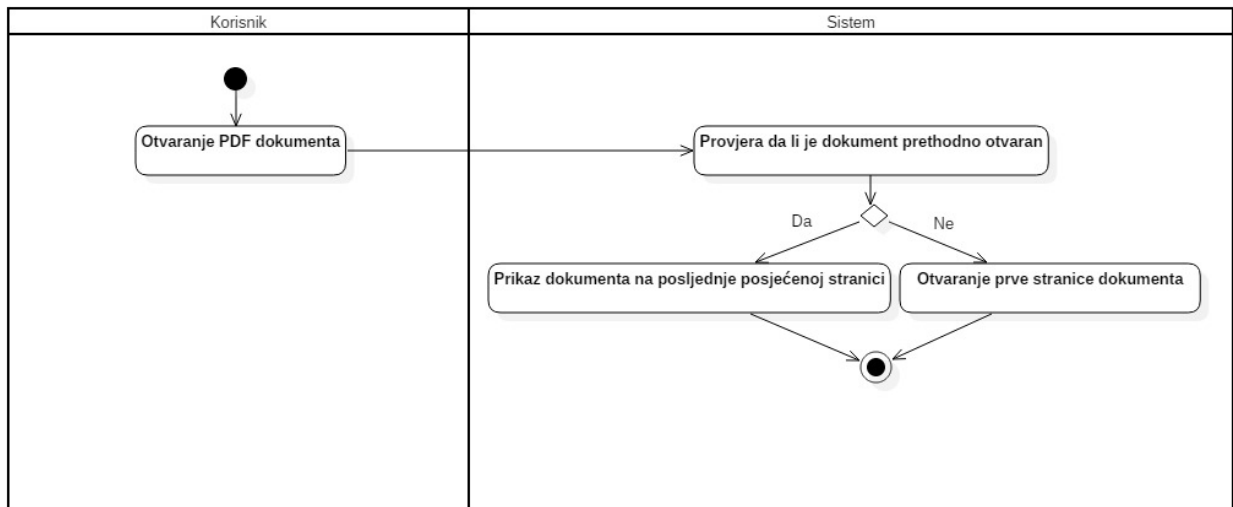 Korisnik
Sistem
Otvaranje PDF dokumenta
Provjera da li je dokument prethodno otvaran
Da
Ne
Prikaz dokumenta na posljednje posjećenoj stranici
Otvaranje prve stranice dokumenta